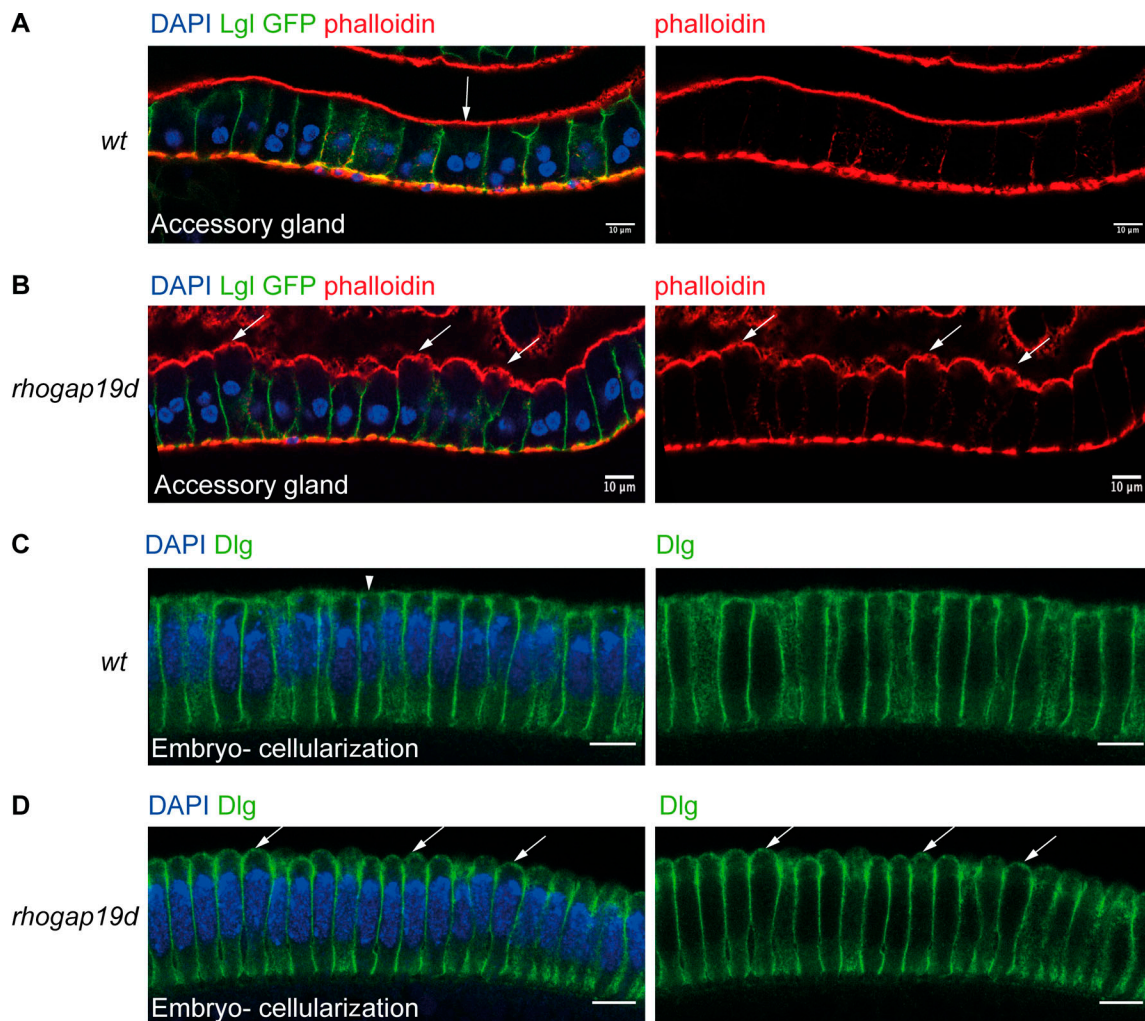 A
DAPI Lgl GFP phalloidin
phalloidin
wt
Accessory gland
10 µm
10 µm
B
DAPI Lgl GFP phalloidin
phalloidin
rhogap19d
Accessory gland
10 µm
10 µm
C
DAPI Dlg
Dlg
wt
Embryo- cellularization
D
DAPI Dlg
Dlg
rhogap19d
Embryo- cellularization